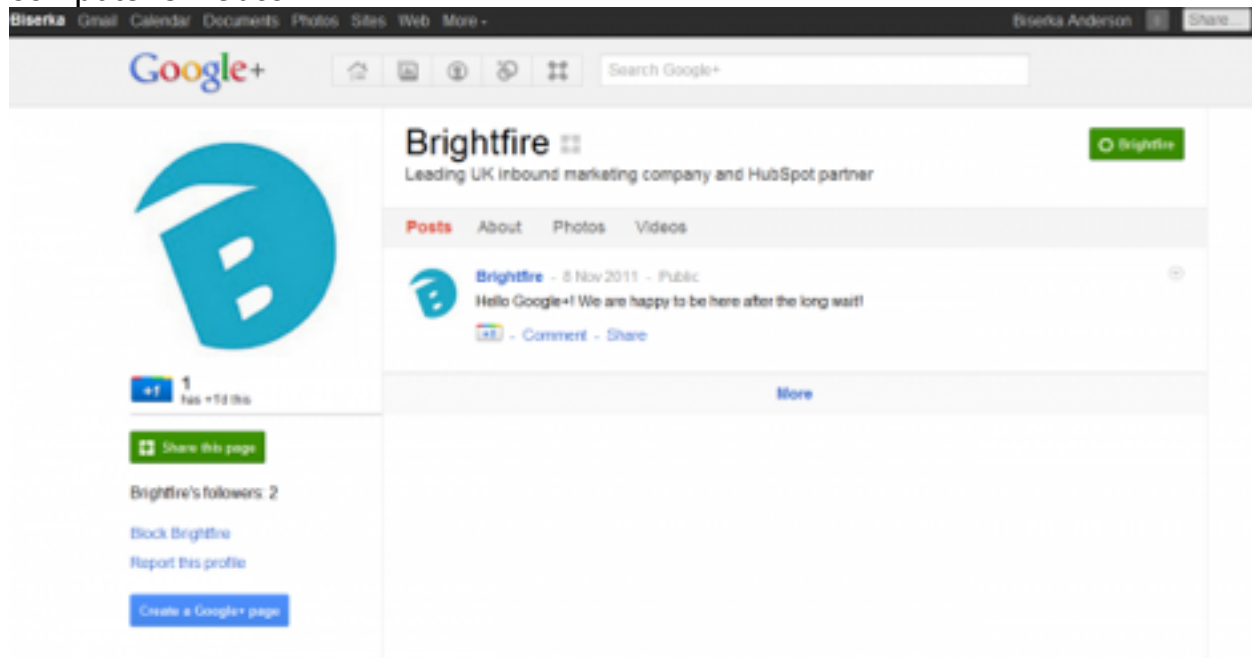 Biserka Gmail Calendar Documents Photos Sites Web More
Biserka Anderson Share...
Google+ Search Google+
Brightfire
Brightfire
Leading UK inbound marketing company and HubSpot partner
Posts About Photos Videos
Brightfire - 8 Nov 2011 - Public
Hello Google+! We are happy to be here after the long wait!
+1 - Comment - Share
More
+1 1
has +1'd this
Share this page
Brightfire's followers: 2
Block Brightfire
Report this profile
Create a Google+ page